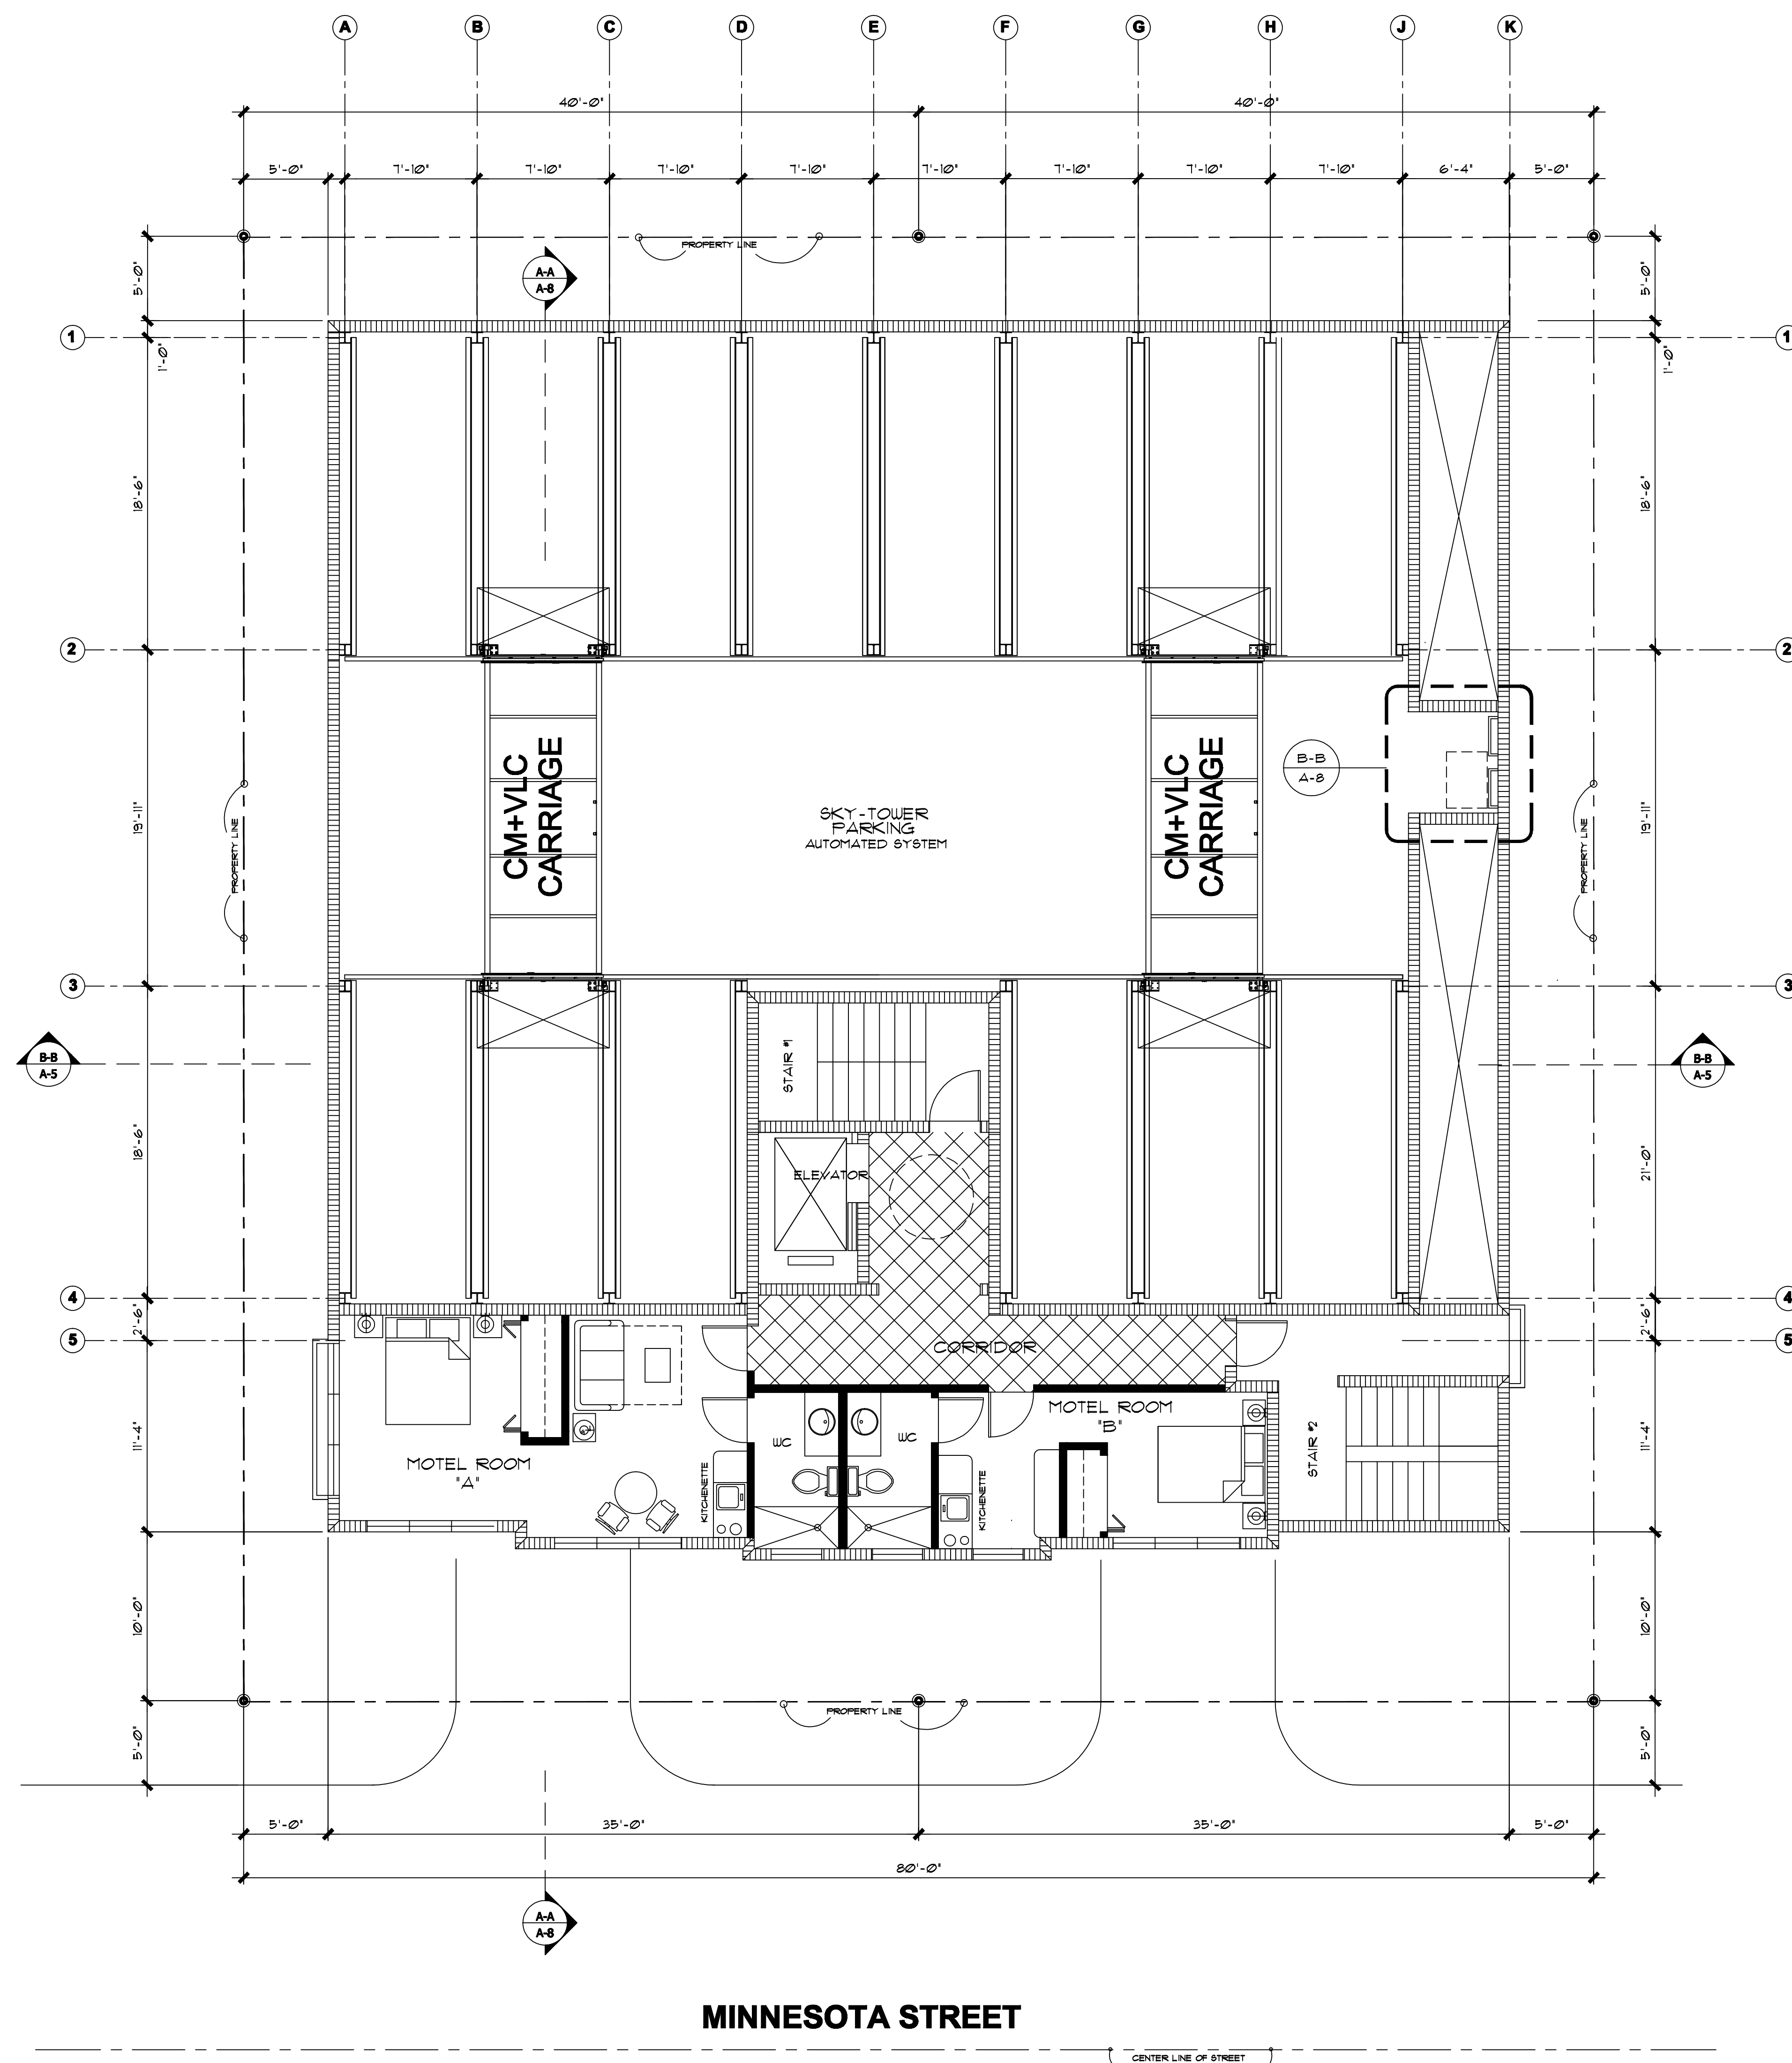 A B C D E F G H J K
40'-0" 40'-0"
5'-0" 7'-10" 7'-10" 7'-10" 7'-10" 7'-10" 7'-10" 7'-10" 7'-10" 6'-4" 5'-0"
PROPERTY LINE
A-A
A-8
5'-0" 5'-0"
1 1
1'-0" 1'-0"
18'-6" 18'-6"
2 2
CM+VLC
CARRIAGE
CM+VLC
CARRIAGE
B-B
A-8
SKY-TOWER
PARKING
AUTOMATED SYSTEM
19'-11" 19'-11"
PROPERTY LINE
PROPERTY LINE
3 3
B-B
A-5
B-B
A-5
STAIR #1
18'-6" 21'-0"
ELEVATOR
4 4
2'-6" 2'-6"
5 5
CORRIDOR
MOTEL ROOM
"B"
11'-4" 11'-4"
WC WC
STAIR #2
MOTEL ROOM
"A"
KITCHENETTE
KITCHENETTE
10'-0" 10'-0"
PROPERTY LINE
5'-0" 5'-0"
5'-0" 35'-0" 35'-0" 5'-0"
80'-0"
A-A
A-8
MINNESOTA STREET
CENTER LINE OF STREET